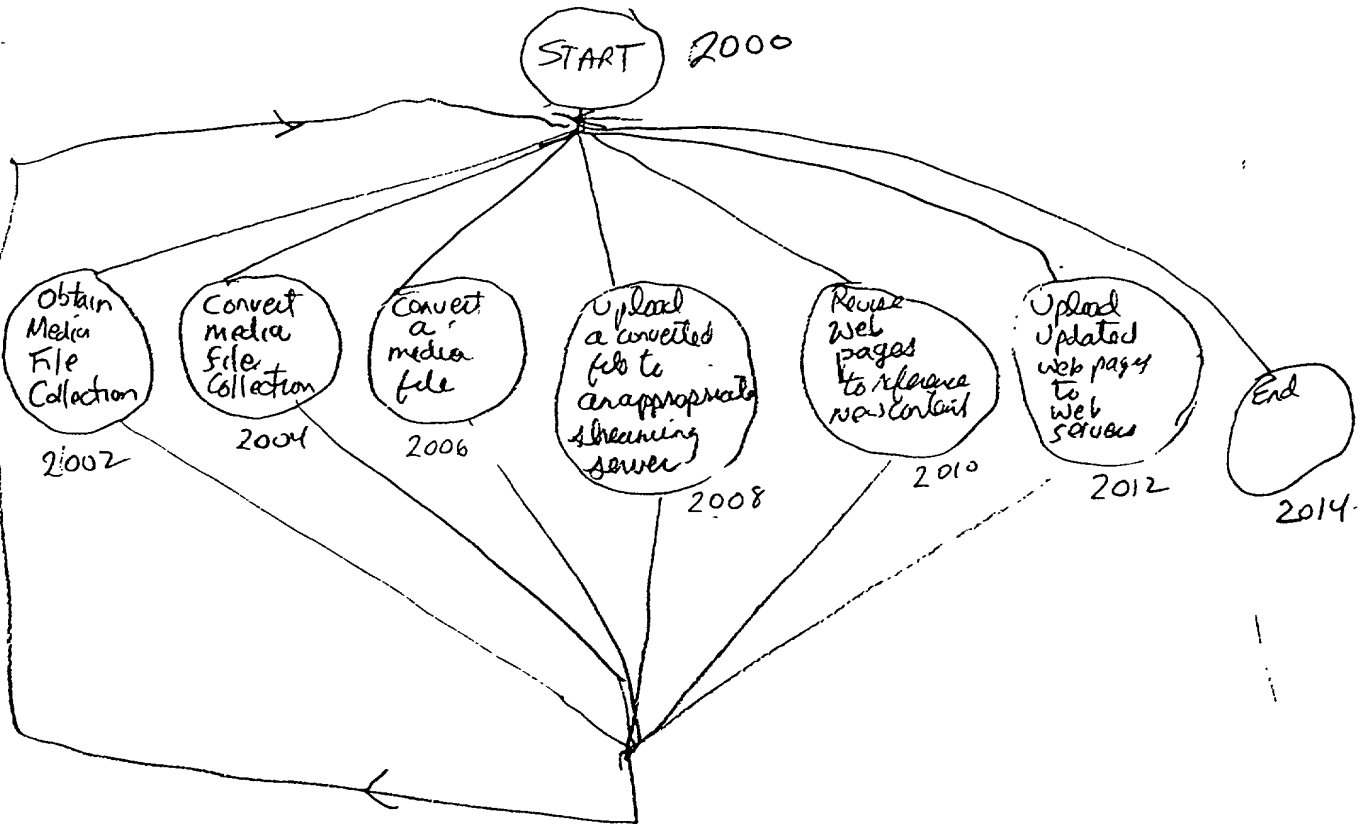 START 2000
Obtain
Media
File
Collection
2002
Convert
media
file
Collection
2004
Convert
a
media
file
2006
Upload
a converted
file to
an appropriate
streaming
server
2008
Revise
Web
pages
to reference
new content
2010
Upload
updated
web pages
to
web
servers
2012
End
2014